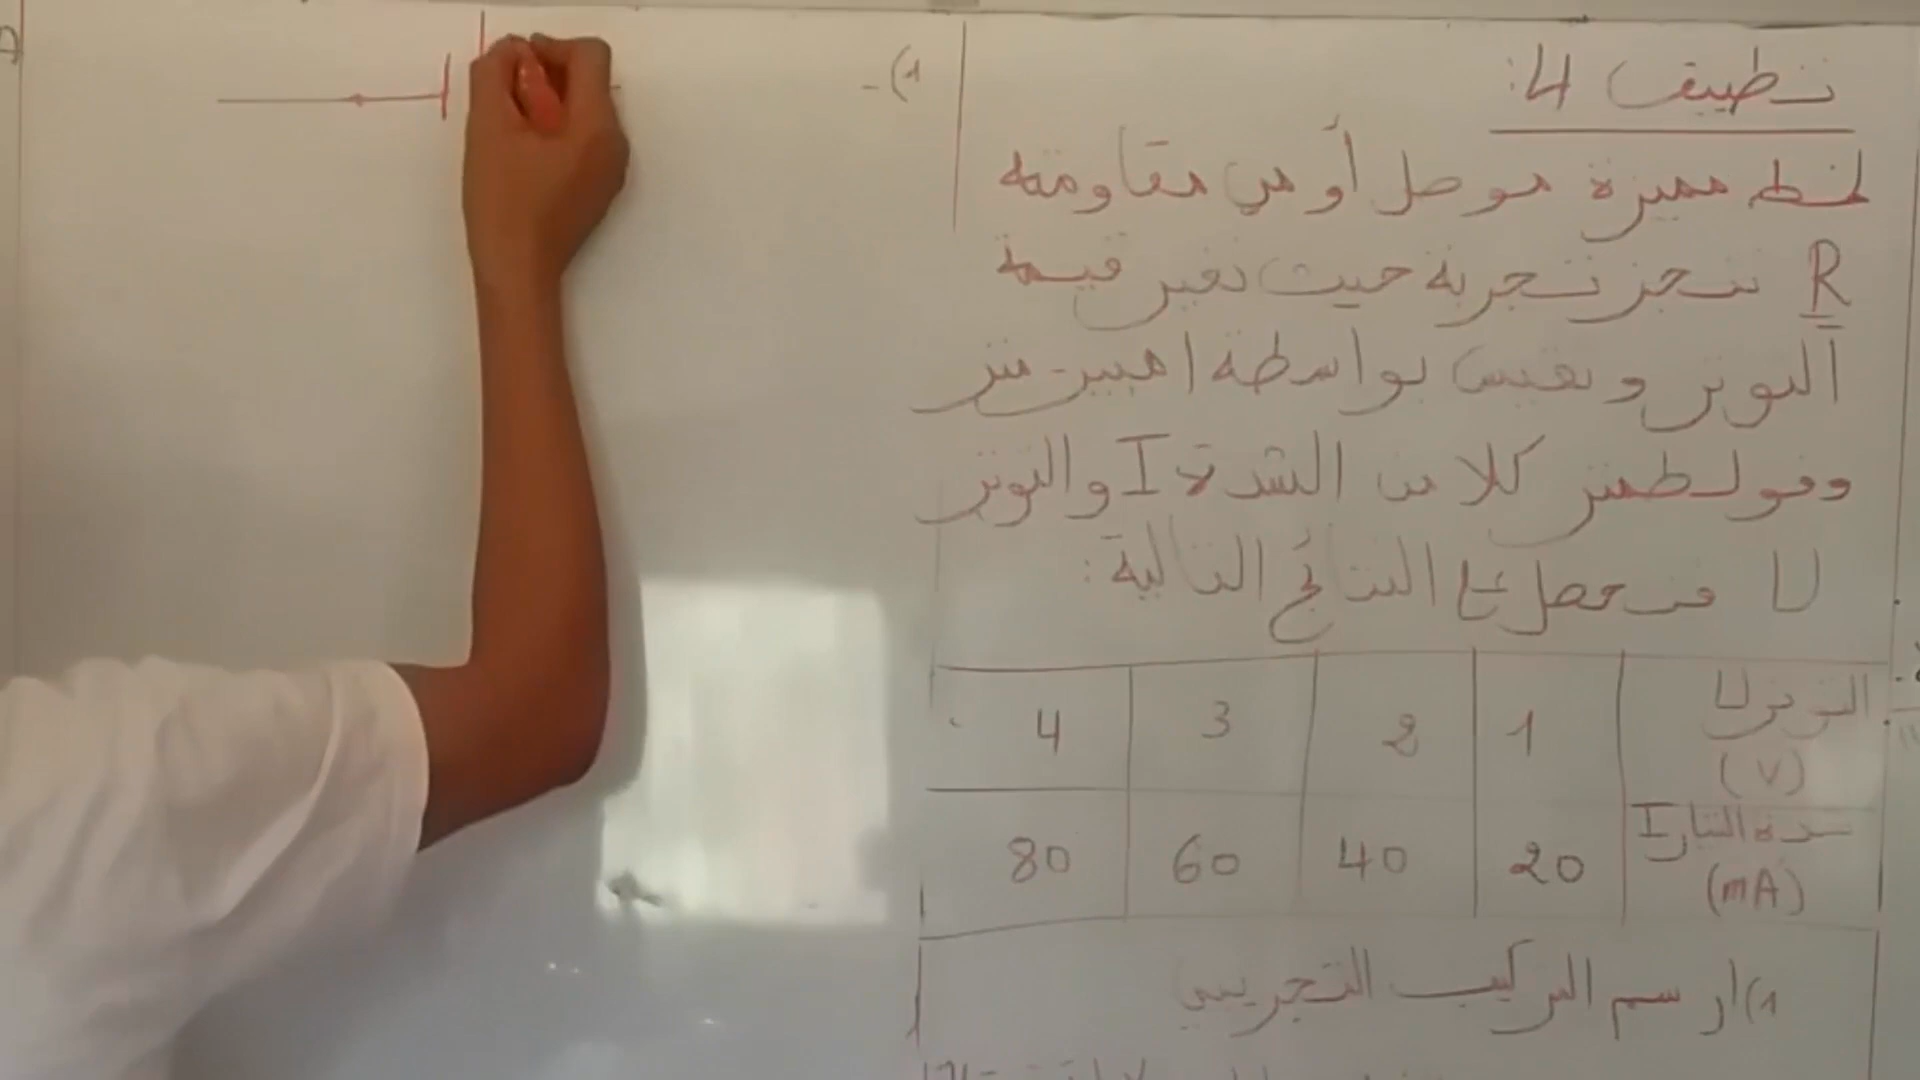 تطبيق 4:
لخط مميزة موصل أومي مقاومته
R ننجز تجربة حيث نغير قيمة
التوتر ونقيس بواسطة امبيرمتر
وفولطمتر كلا من الشدة I والتوتر
U فنحصل على النتائج التالية:
التوتر U (V) 1 2 3 4
شدة التيار I (mA) 20 40 60 80
1) ارسم التركيب التجريبي
1)-